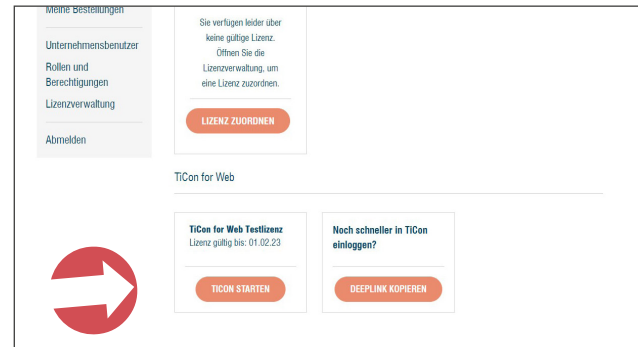 Meine Bestellungen
Unternehmensbenutzer
Rollen und
Berechtigungen
Lizenzverwaltung
Abmelden
Sie verfügen leider über
keine gültige Lizenz.
Öffnen Sie die
Lizenzverwaltung, um
eine Lizenz zuzordnen.
LIZENZ ZUORDNEN
TiCon for Web
TiCon for Web Testlizenz
Lizenz gültig bis: 01.02.23
TICON STARTEN
Noch schneller in TiCon
einloggen?
DEEPLINK KOPIEREN